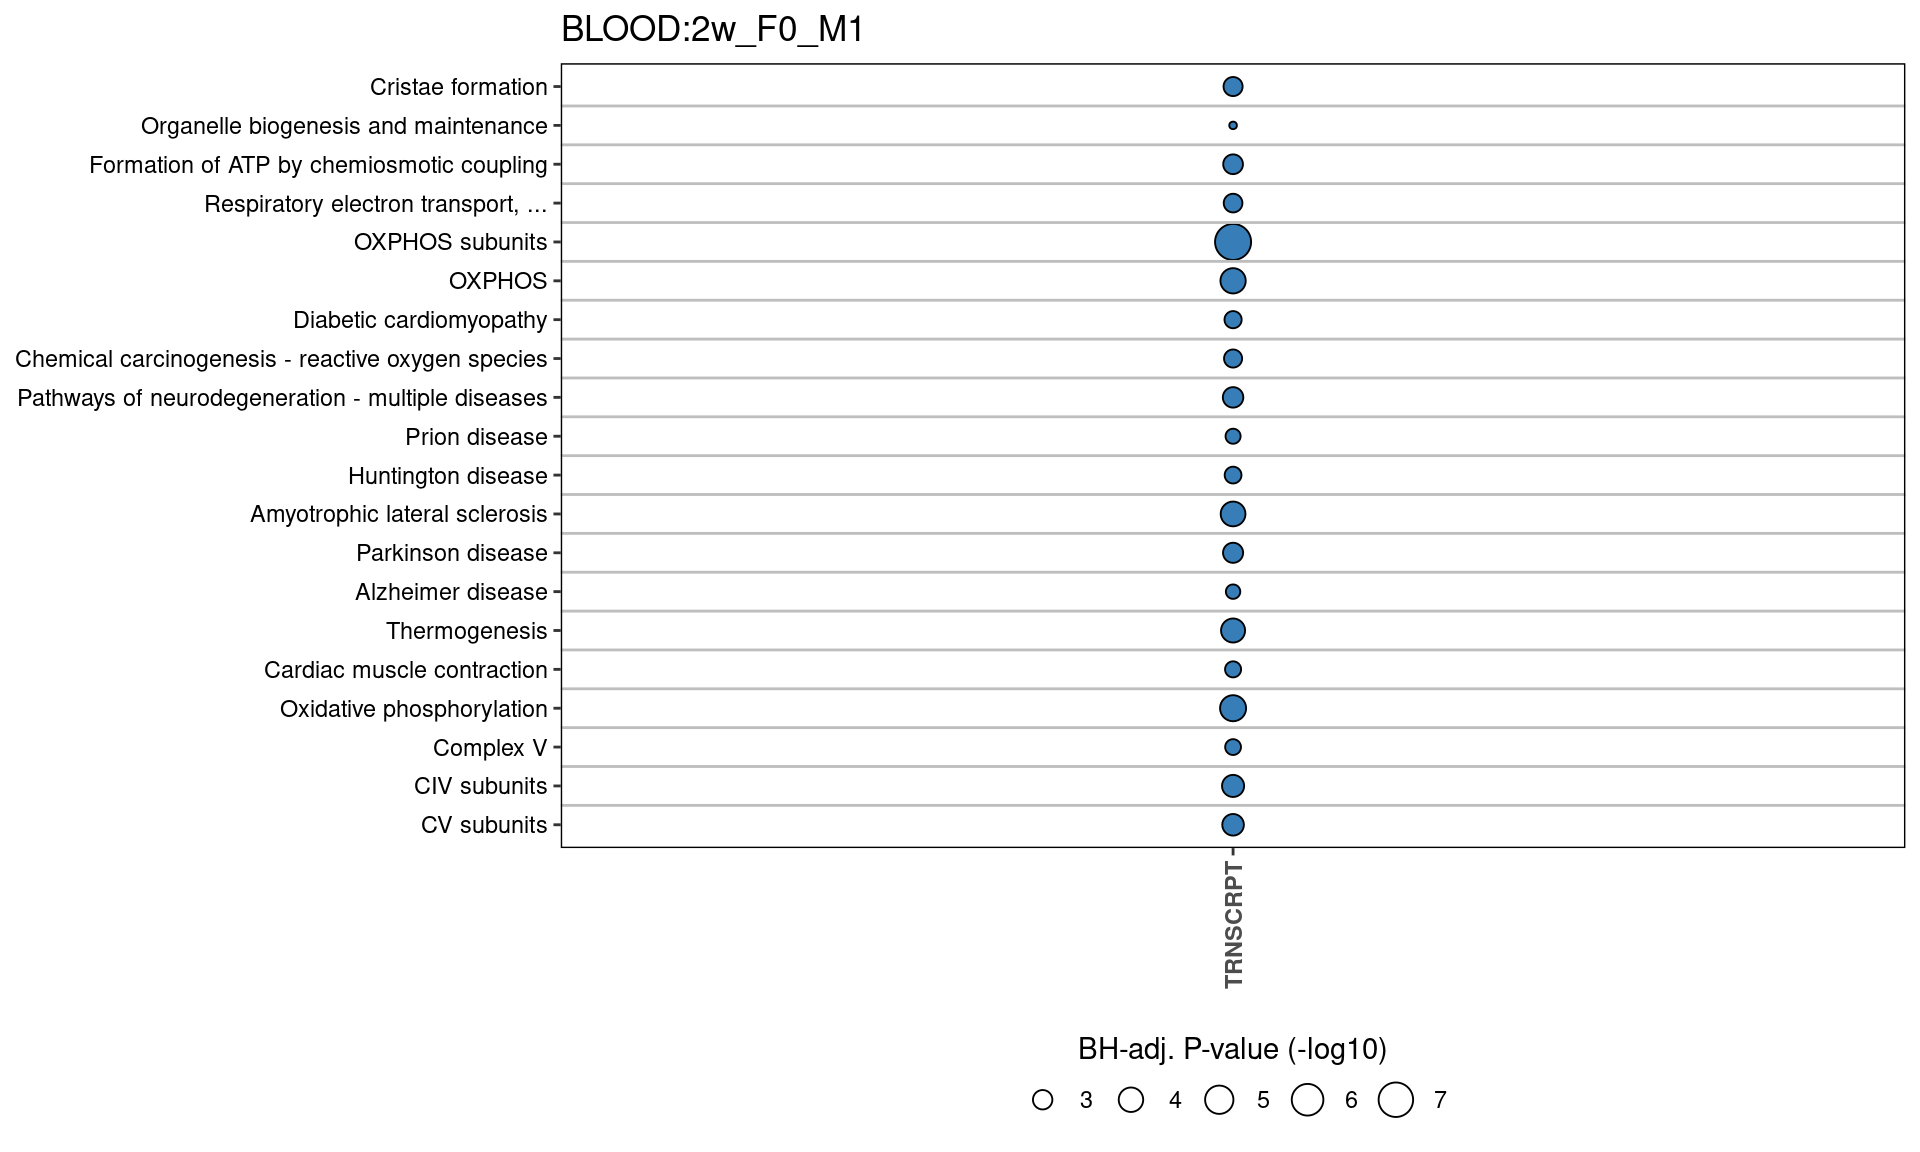 BLOOD:2w_F0_M1
Cristae formation
Organelle biogenesis and maintenance
Formation of ATP by chemiosmotic coupling
Respiratory electron transport, ...
OXPHOS subunits
OXPHOS
Diabetic cardiomyopathy
Chemical carcinogenesis - reactive oxygen species
Pathways of neurodegeneration - multiple diseases
Prion disease
Huntington disease
Amyotrophic lateral sclerosis
Parkinson disease
Alzheimer disease
Thermogenesis
Cardiac muscle contraction
Oxidative phosphorylation
Complex V
CIV subunits
CV subunits
TRNSCRPT
BH-adj. P-value (-log10)
3 4 5 6 7